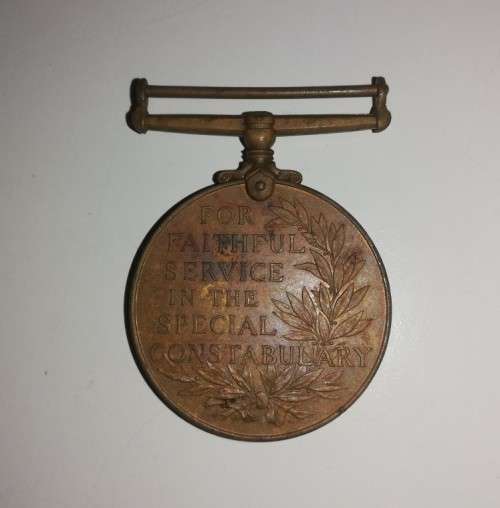 FOR
FAITHFUL
SERVICE
IN THE
SPECIAL
CONSTABULARY